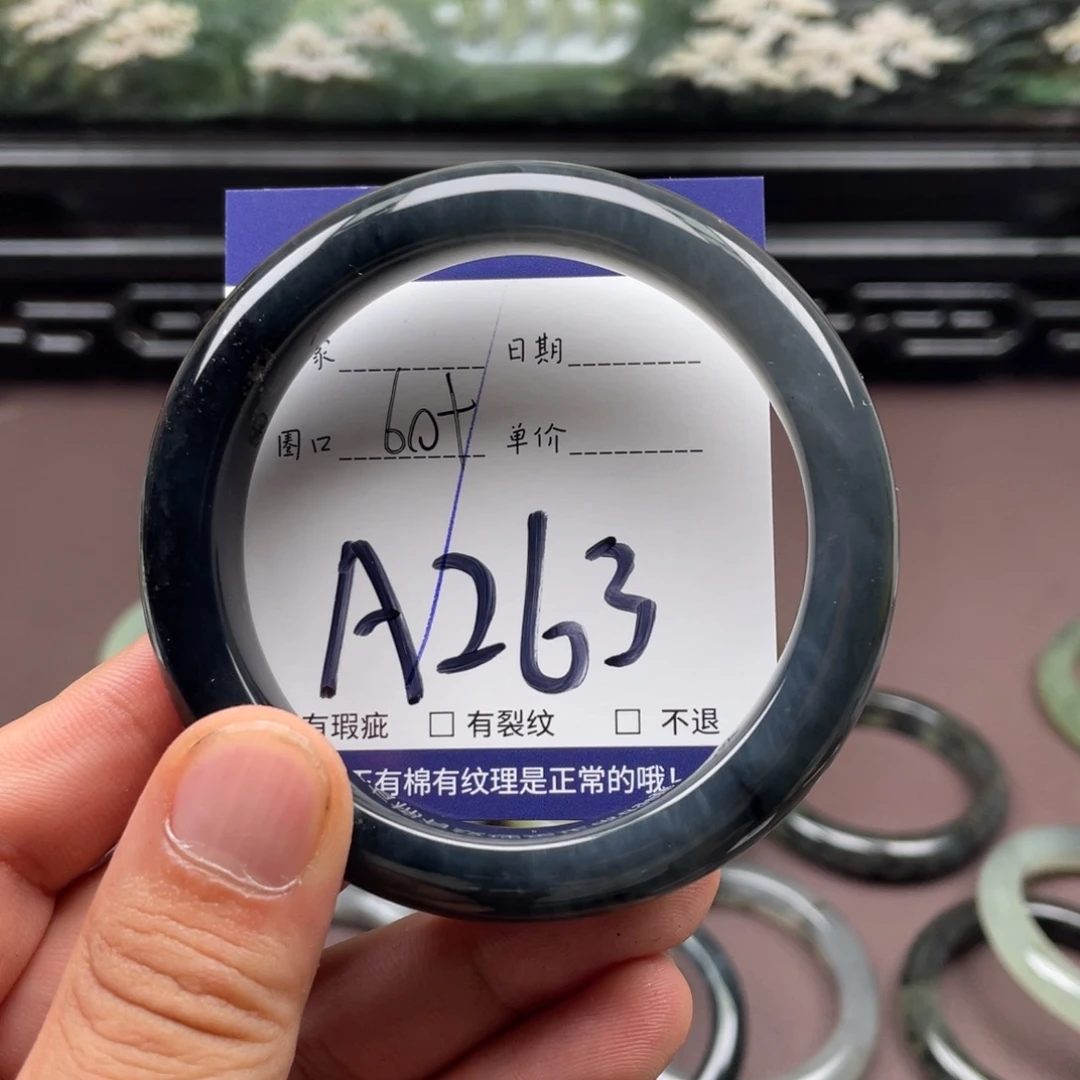 家 日期
圈口 60+ 单价
A263
有瑕疵 □ 有裂纹 □ 不退
有棉有纹理是正常的哦!